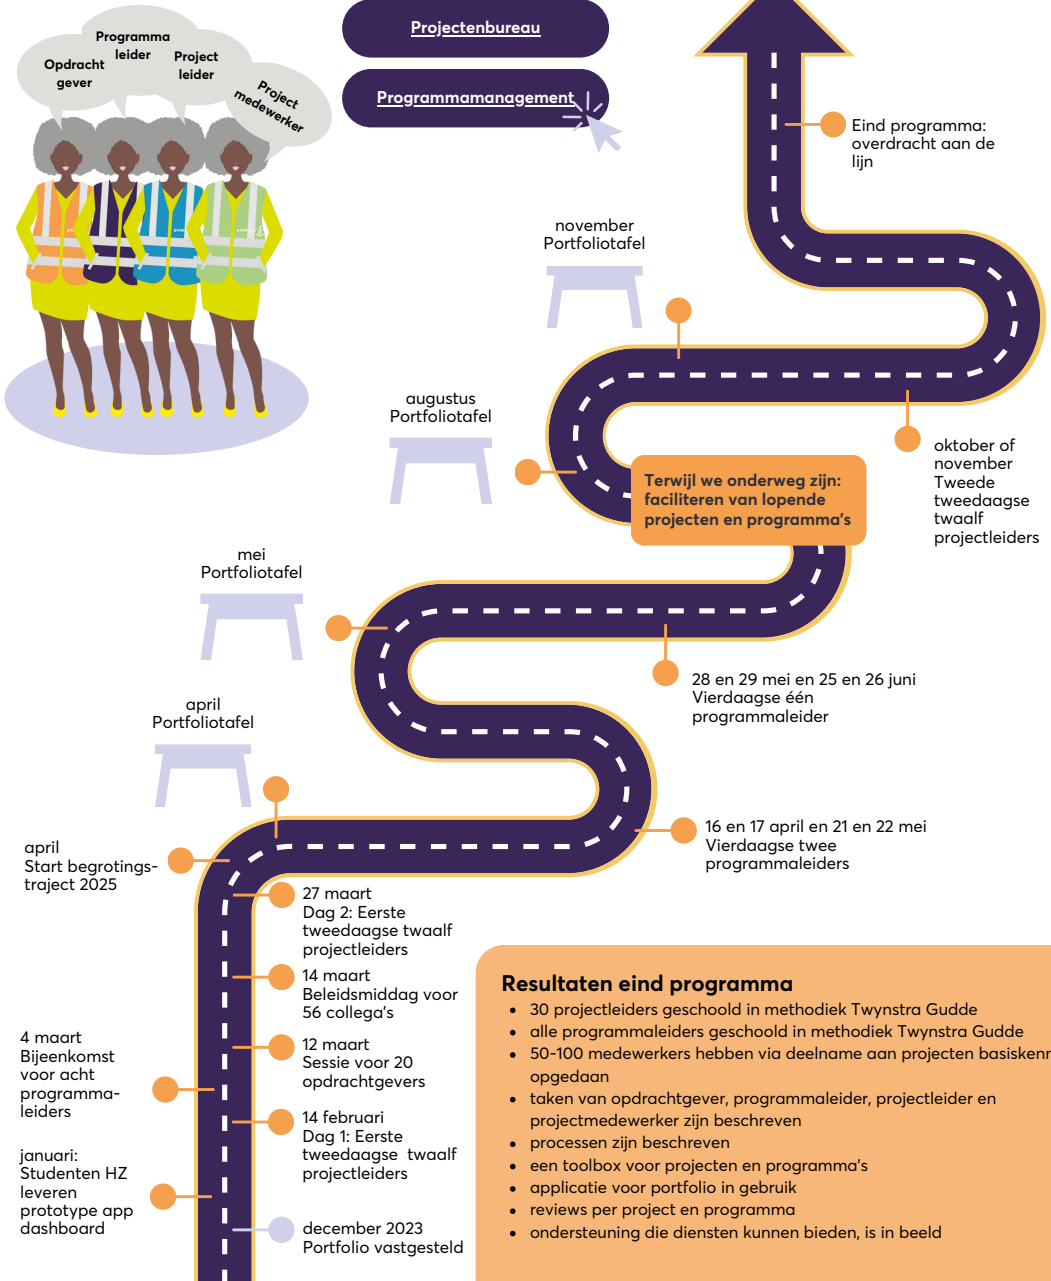 Programma
leider
Opdracht
gever
Project
leider
Project
medewerker
Projectenbureau
Programmamanagement
Eind programma:
overdracht aan de
lijn
november
Portfoliotafel
augustus
Portfoliotafel
oktober of
november
Tweede
tweedaagse
twaalf
projectleiders
Terwijl we onderweg zijn:
faciliteren van lopende
projecten en programma's
mei
Portfoliotafel
28 en 29 mei en 25 en 26 juni
Vierdaagse één
programmaleider
april
Portfoliotafel
16 en 17 april en 21 en 22 mei
Vierdaagse twee
programmaleiders
april
Start begrotings-
traject 2025
27 maart
Dag 2: Eerste
tweedaagse twaalf
projectleiders
14 maart
Beleidsmiddag voor
56 collega's
4 maart
Bijeenkomst
voor acht
programma-
leiders
12 maart
Sessie voor 20
opdrachtgevers
14 februari
Dag 1: Eerste
tweedaagse twaalf
projectleiders
januari:
Studenten HZ
leveren
prototype app
dashboard
december 2023
Portfolio vastgesteld
Resultaten eind programma
• 30 projectleiders geschoold in methodiek Twynstra Gudde
• alle programmaleiders geschoold in methodiek Twynstra Gudde
• 50-100 medewerkers hebben via deelname aan projecten
opgedaan
• taken van opdrachtgever, programmaleider, projectleider en
projectmedewerker zijn beschreven
• processen zijn beschreven
• een toolbox voor projecten en programma's
• applicatie voor portfolio in gebruik
• reviews per project en programma
• ondersteuning die diensten kunnen bieden, is in beeld